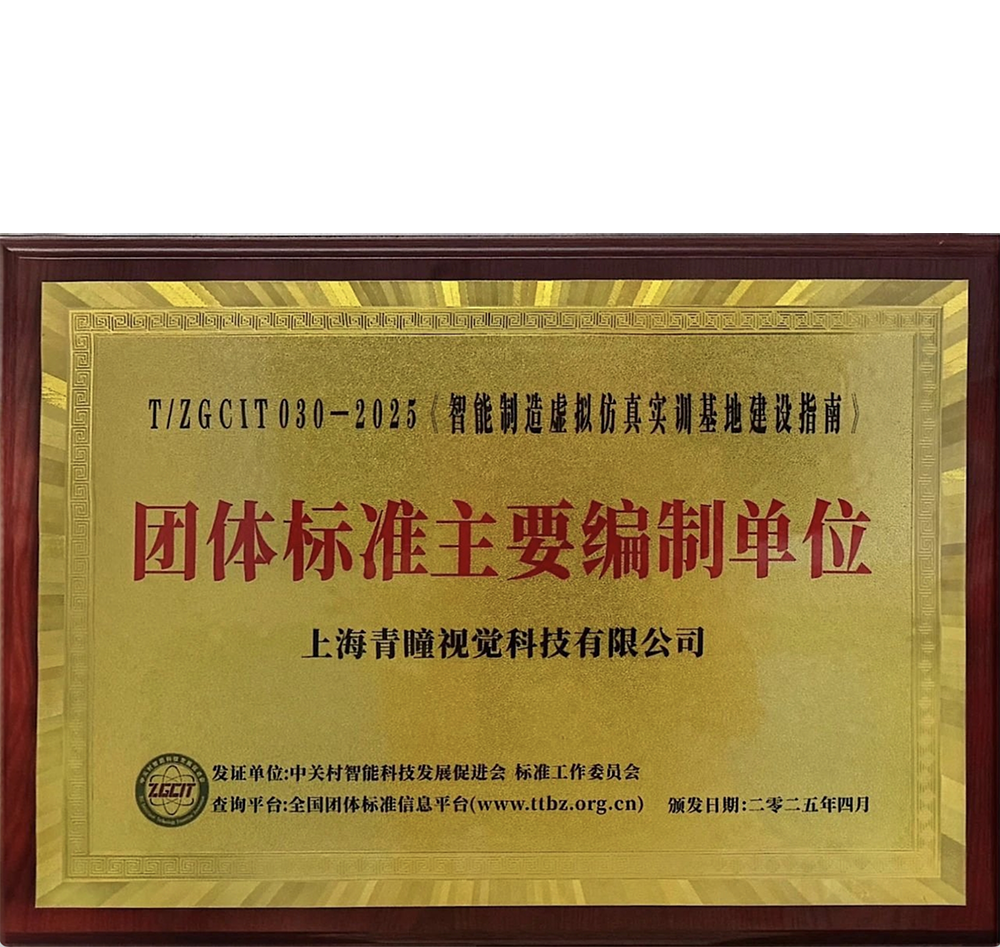 T/ZGCIT 030—2025《智能制造虚拟仿真实训基地建设指南》
团体标准主要编制单位
上海青瞳视觉科技有限公司
ZGCIT
发证单位:中关村智能科技发展促进会 标准工作委员会
查询平台:全国团体标准信息平台(www.ttbz.org.cn) 颁发日期:二零二五年四月